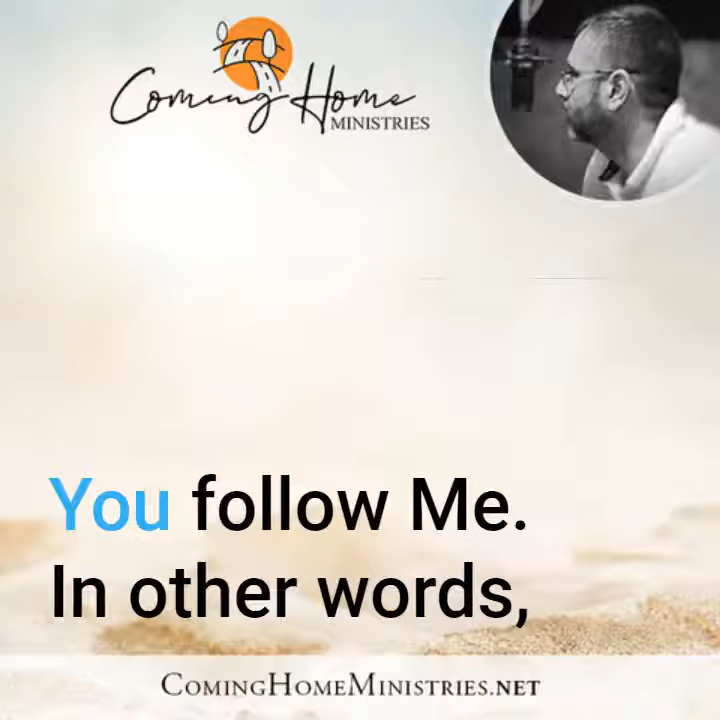 Coming Home
MINISTRIES
You follow Me.
In other words,
COMINGHOMEMINISTRIES.NET